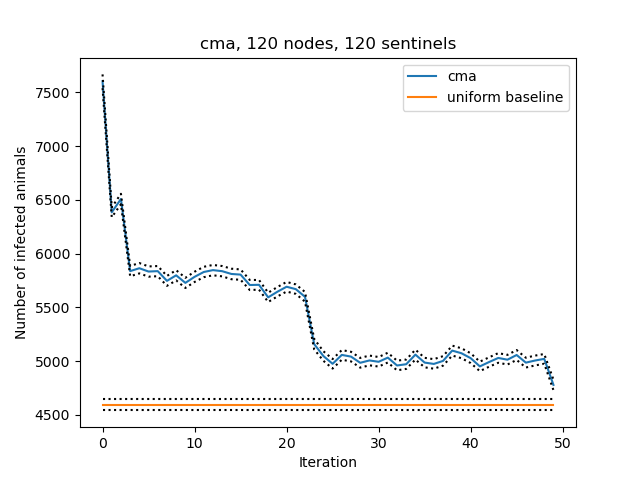 cma, 120 nodes, 120 sentinels
cma
uniform baseline
7500
7000
6500
6000
5500
5000
4500
Number of infected animals
0 10 20 30 40 50
Iteration